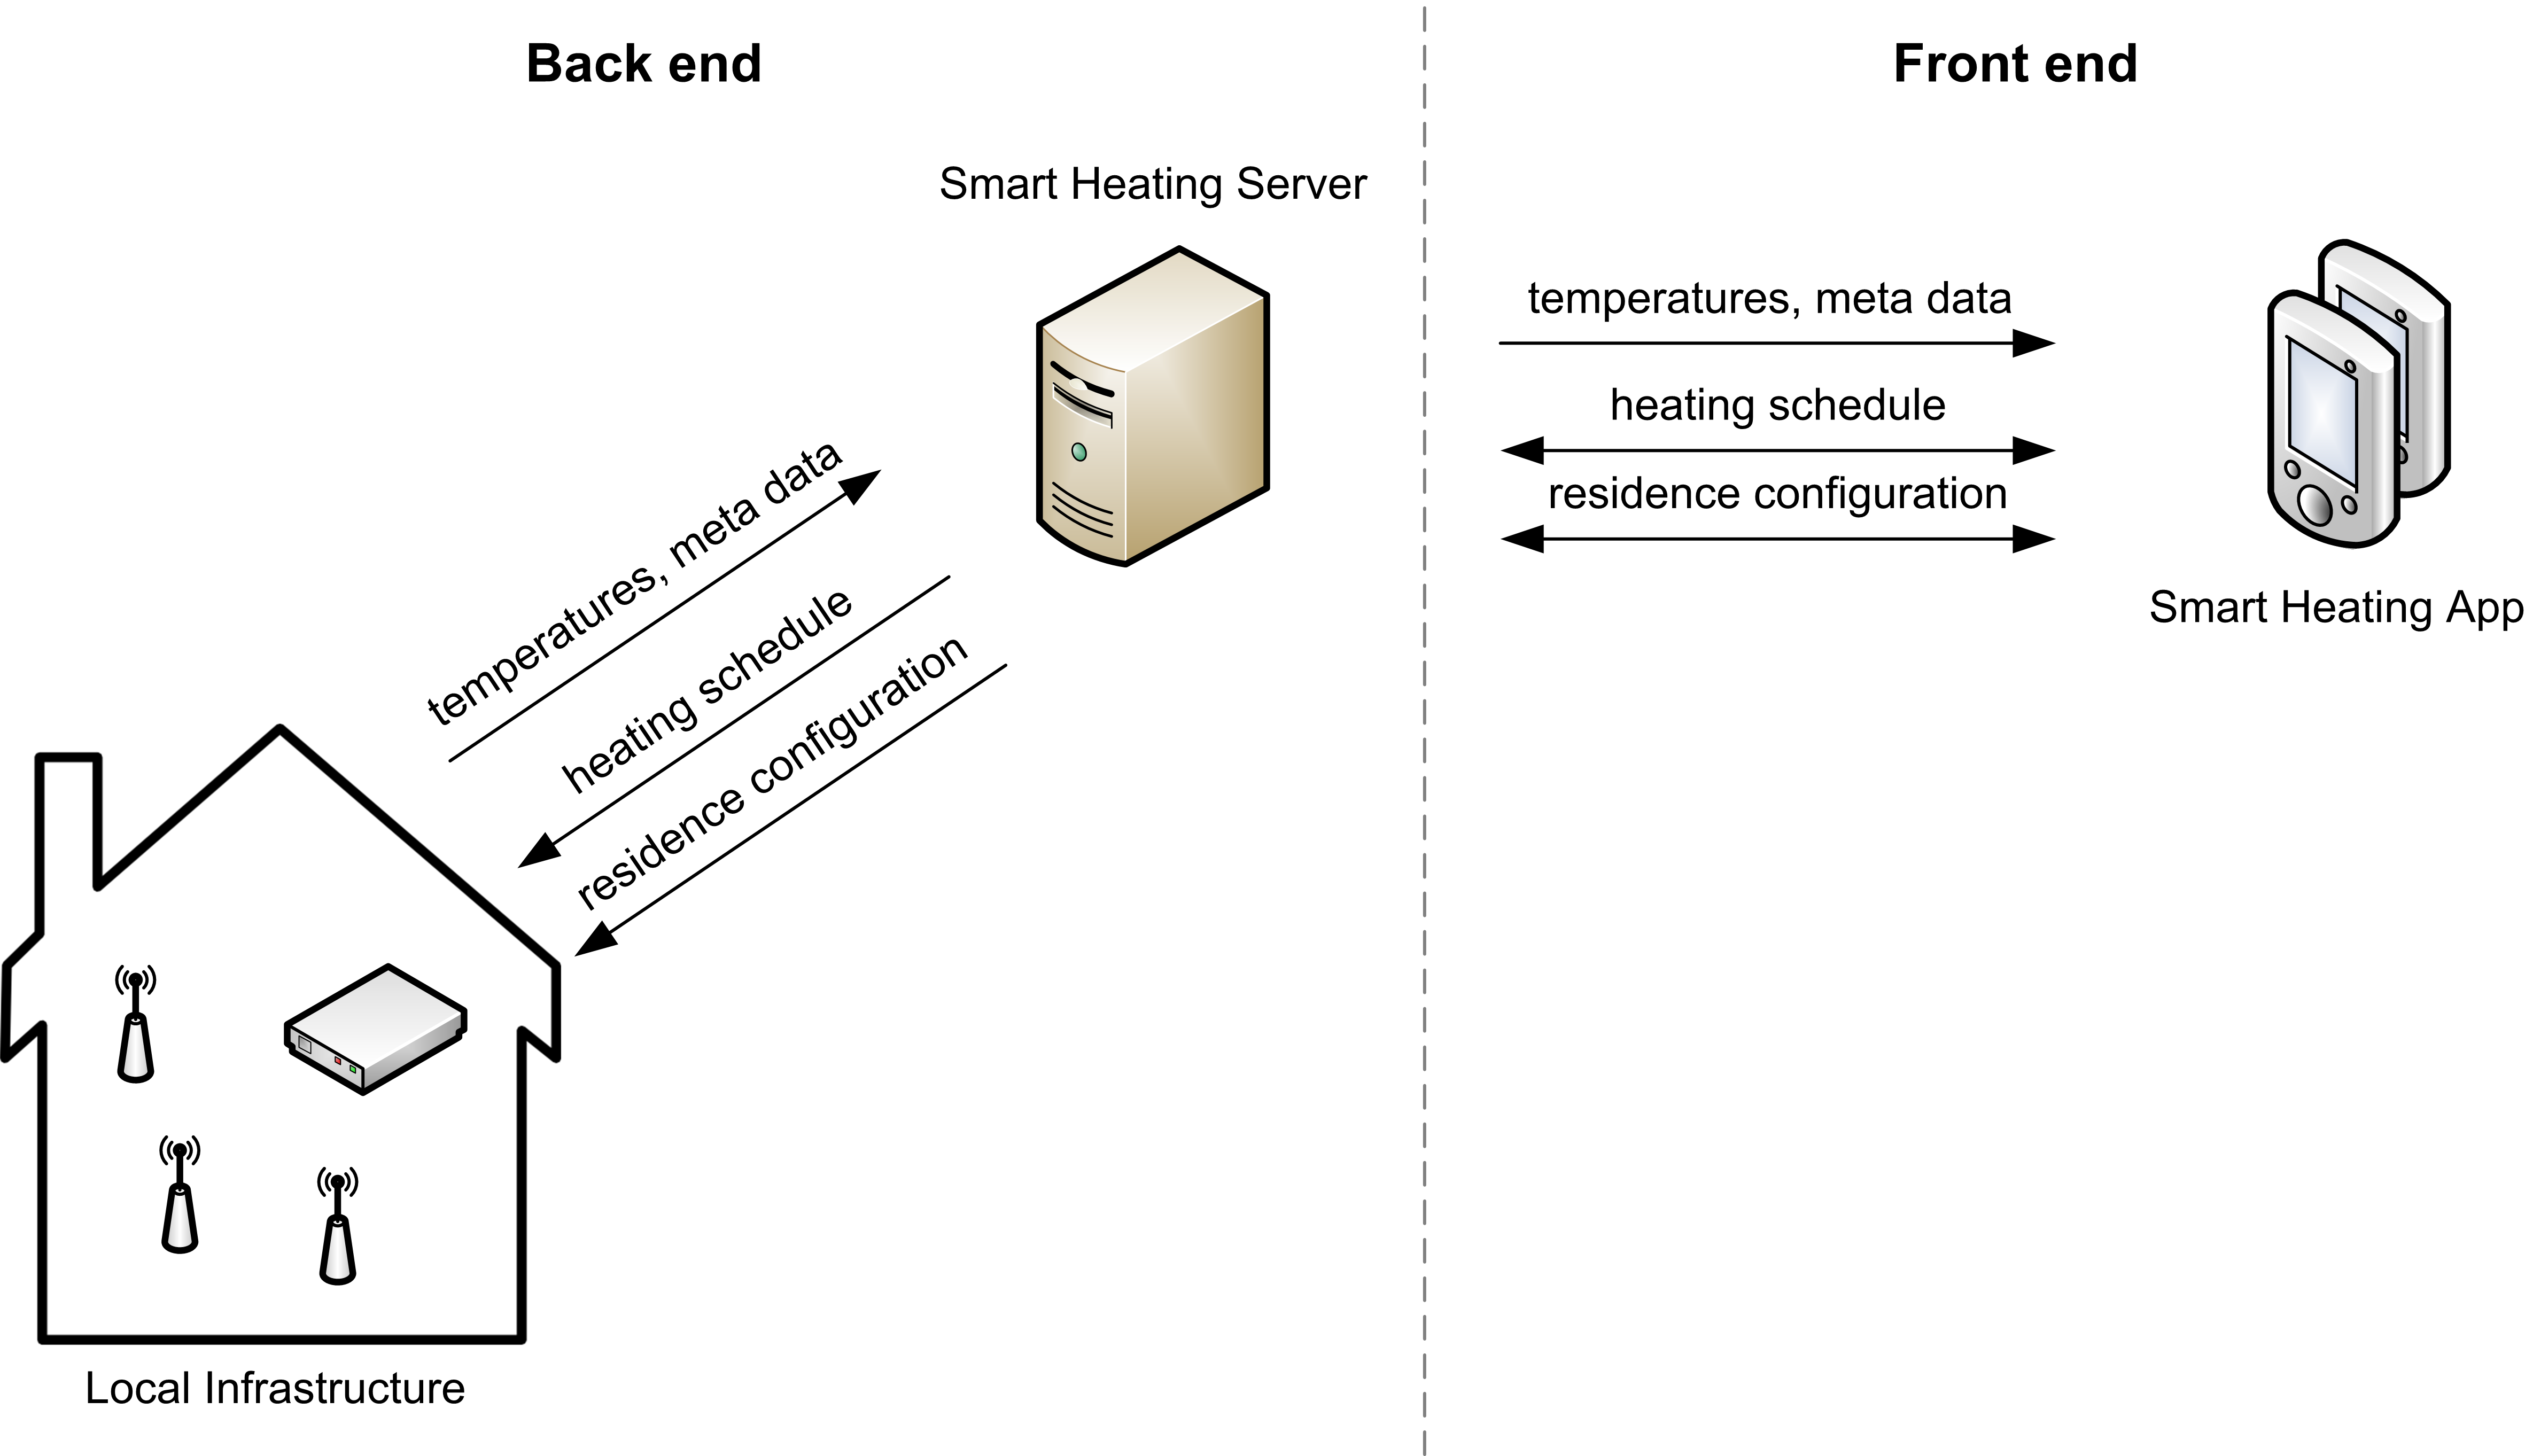 Back end
Front end
Smart Heating Server
temperatures, meta data
heating schedule
residence configuration
Smart Heating App
temperatures, meta data
heating schedule
residence configuration
Local Infrastructure